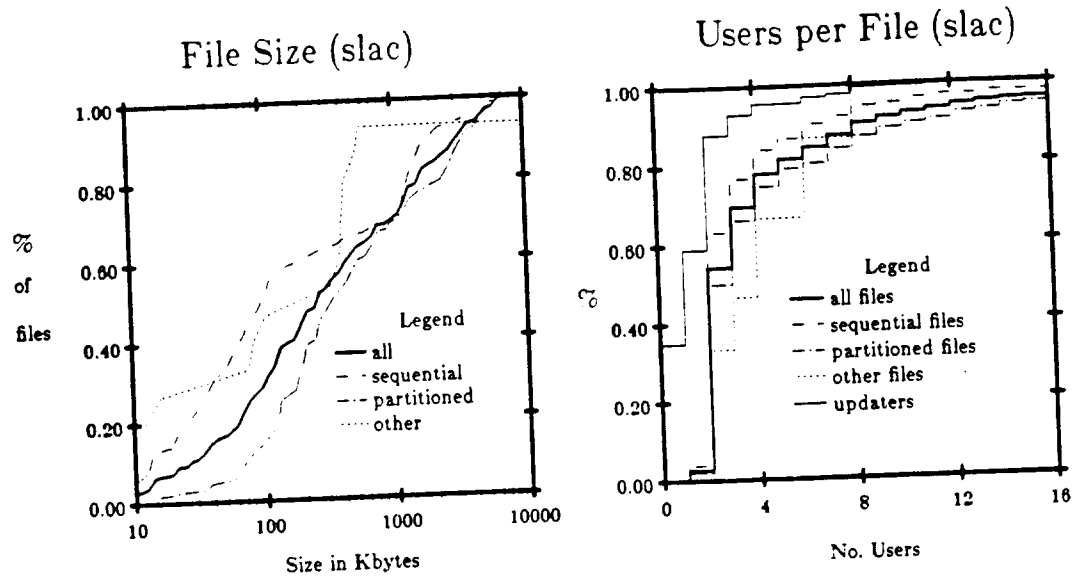 File Size (slac)
1.00
0.80
0.60
0.40
0.20
0.00
%
of
files
Legend
all
sequential
partitioned
other
10
100
1000
10000
Size in Kbytes
Users per File (slac)
1.00
0.80
0.60
0.40
0.20
0.00
%
Legend
all files
sequential files
partitioned files
other files
updaters
0
4
8
12
16
No. Users